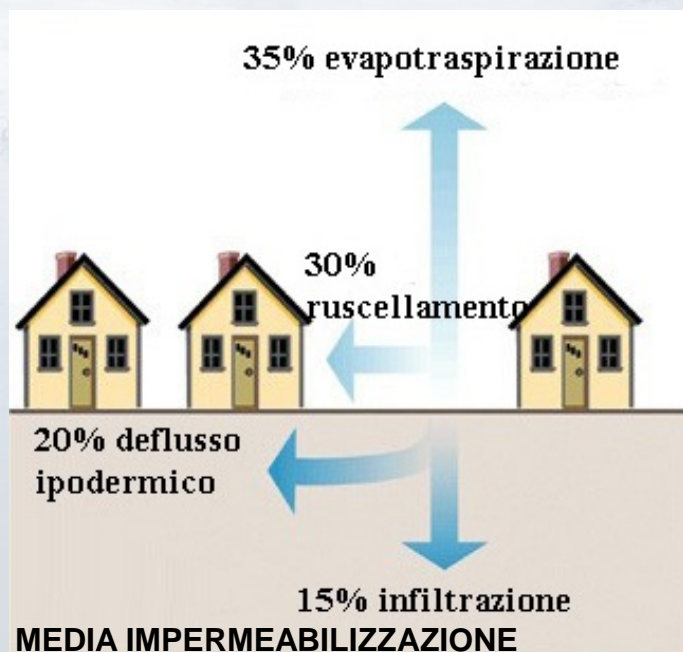 35% evapotraspirazione
30%
ruscellamento
20% deflusso
ipodermico
15% infiltrazione
MEDIA IMPERMEABILIZZAZIONE